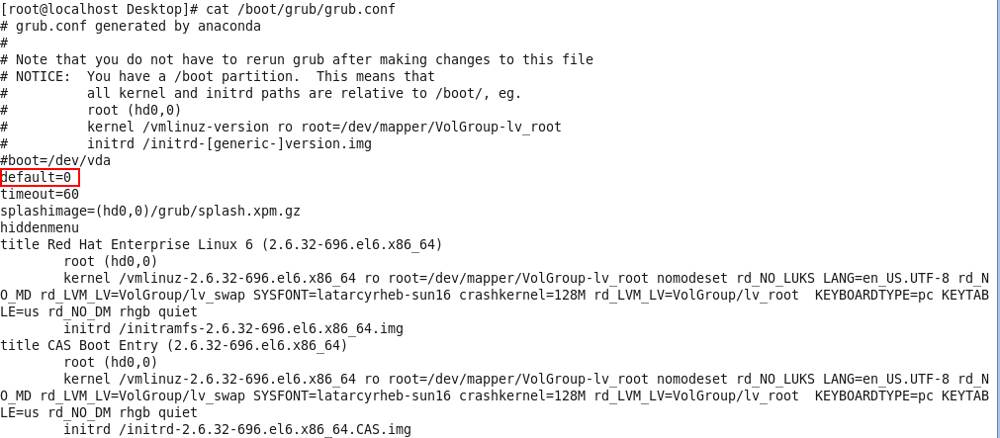 [root@localhost Desktop]# cat /boot/grub/grub.conf
# grub.conf generated by anaconda
#
# Note that you do not have to rerun grub after making changes to this file
# NOTICE:  You have a /boot partition.  This means that
#          all kernel and initrd paths are relative to /boot/, eg.
#          root (hd0,0)
#          kernel /vmlinuz-version ro root=/dev/mapper/VolGroup-lv_root
#          initrd /initrd-[generic-]version.img
#boot=/dev/vda
default=0
timeout=60
splashimage=(hd0,0)/grub/splash.xpm.gz
hiddenmenu
title Red Hat Enterprise Linux 6 (2.6.32-696.el6.x86_64)
        root (hd0,0)
        kernel /vmlinuz-2.6.32-696.el6.x86_64 ro root=/dev/mapper/VolGroup-lv_root nomodeset rd_NO_LUKS LANG=en_US.UTF-8 rd_N
O_MD rd_LVM_LV=VolGroup/lv_swap SYSFONT=latarcyrheb-sun16 crashkernel=128M rd_LVM_LV=VolGroup/lv_root  KEYBOARDTYPE=pc KEYTAB
LE=us rd_NO_DM rhgb quiet
        initrd /initramfs-2.6.32-696.el6.x86_64.img
title CAS Boot Entry (2.6.32-696.el6.x86_64)
        root (hd0,0)
        kernel /vmlinuz-2.6.32-696.el6.x86_64 ro root=/dev/mapper/VolGroup-lv_root nomodeset rd_NO_LUKS LANG=en_US.UTF-8 rd_N
O_MD rd_LVM_LV=VolGroup/lv_swap SYSFONT=latarcyrheb-sun16 crashkernel=128M rd_LVM_LV=VolGroup/lv_root  KEYBOARDTYPE=pc KEYTAB
LE=us rd_NO_DM rhgb quiet
        initrd /initrd-2.6.32-696.el6.x86_64.CAS.img